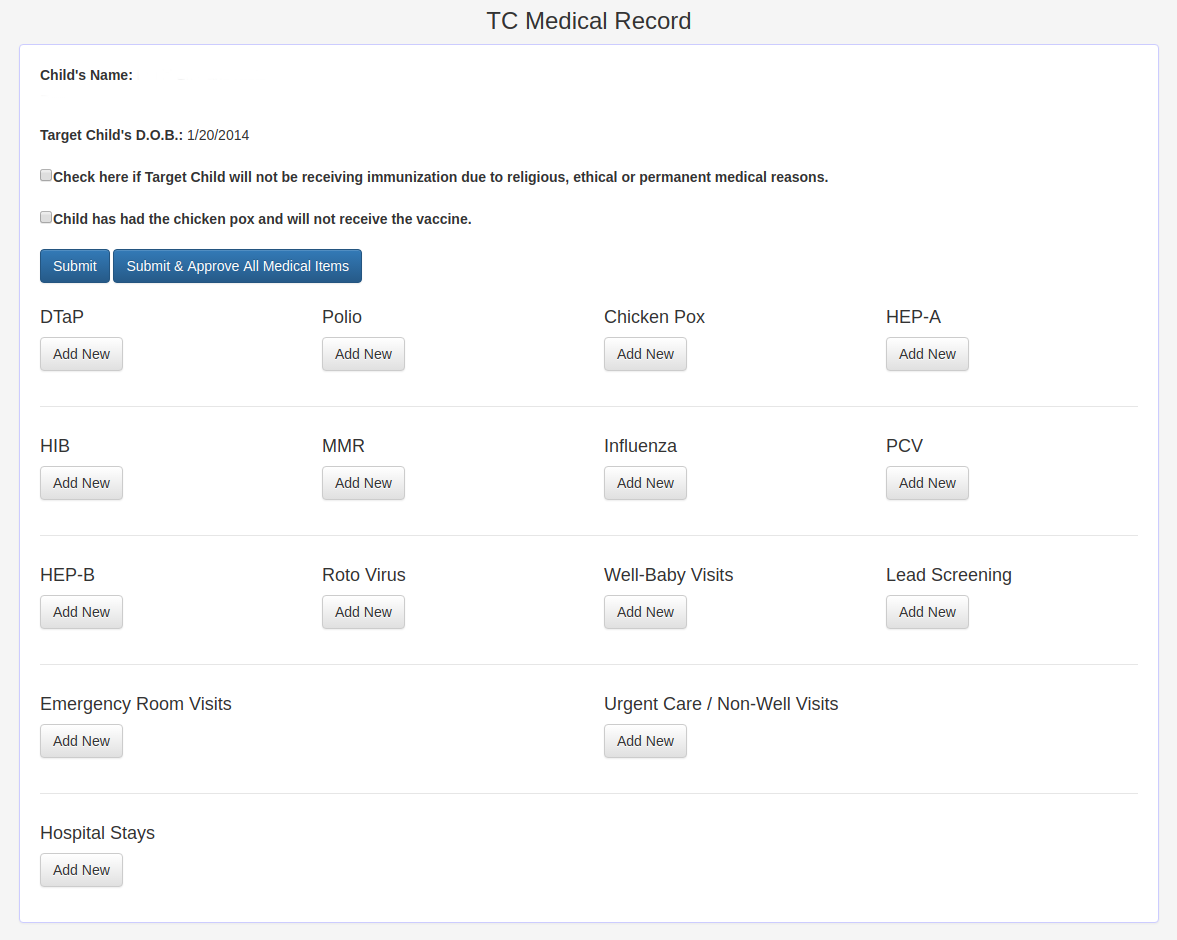 TC Medical Record
Child's Name:
Target Child's D.O.B.: 1/20/2014
Check here if Target Child will not be receiving immunization due to religious, ethical or permanent medical reasons.
Child has had the chicken pox and will not receive the vaccine.
Submit Submit & Approve All Medical Items
DTaP Polio Chicken Pox HEP-A
Add New Add New Add New Add New
HIB MMR Influenza PCV
Add New Add New Add New Add New
HEP-B Roto Virus Well-Baby Visits Lead Screening
Add New Add New Add New Add New
Emergency Room Visits Urgent Care / Non-Well Visits
Add New Add New
Hospital Stays
Add New